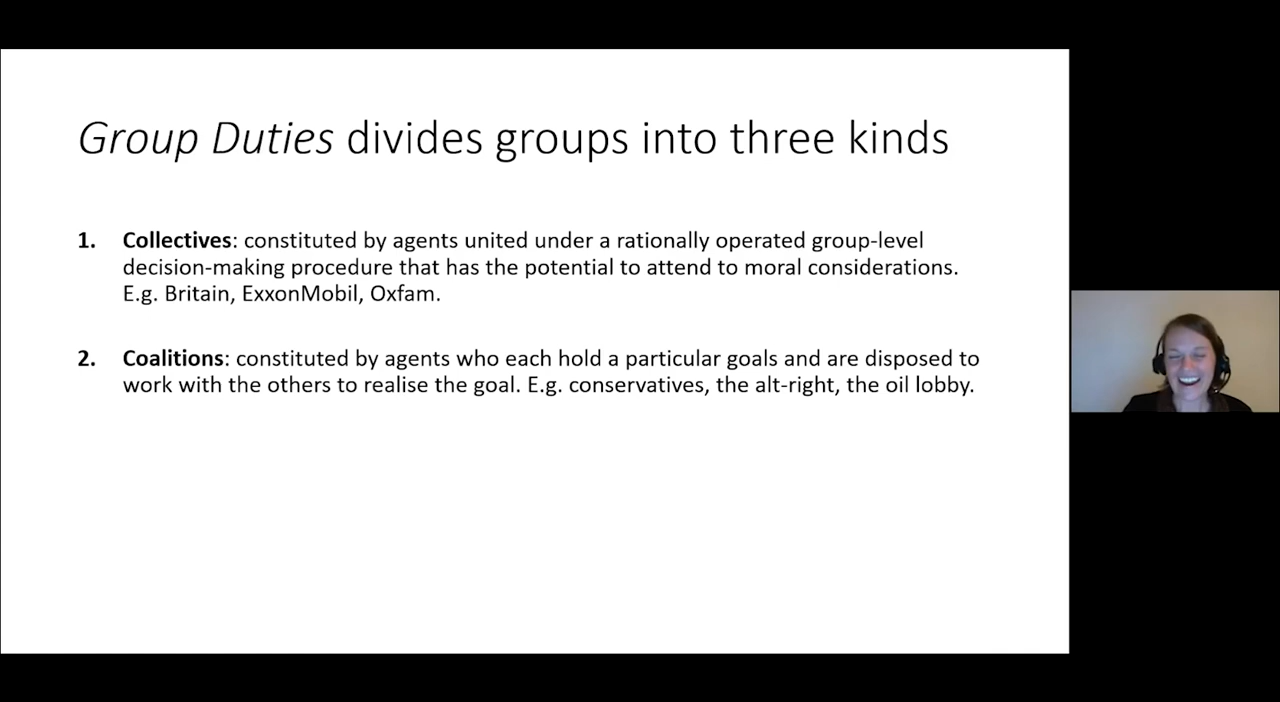 Group Duties divides groups into three kinds
1. Collectives: constituted by agents united under a rationally operated group-level
decision-making procedure that has the potential to attend to moral considerations.
E.g. Britain, ExxonMobil, Oxfam.
2. Coalitions: constituted by agents who each hold a particular goals and are disposed to
work with the others to realise the goal. E.g. conservatives, the alt-right, the oil lobby.